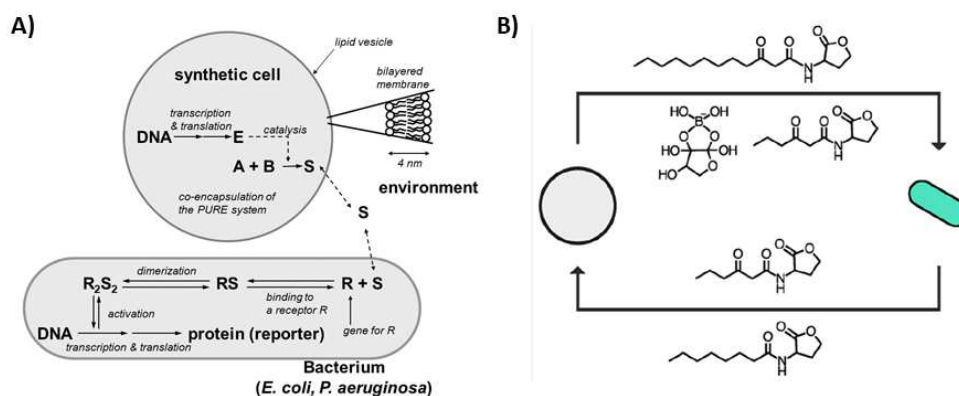 A)
lipid vesicle
synthetic cell
bilayered
membrane
transcription
& translation
catalysis
DNA
E
A + B
S
4 nm
environment
co-encapsulation
of the PURE system
S
dimerization
R2S2
RS
R + S
binding to
a receptor R
activation
DNA
protein (reporter)
gene for R
transcription & translation
Bacterium
(E. coli, P. aeruginosa)
B)
O
O
O
O
N
H
HO
OH
B
O
O
HO
OH
HO
O
O
O
O
O
N
H
O
O
O
O
N
H
O
O
O
N
H